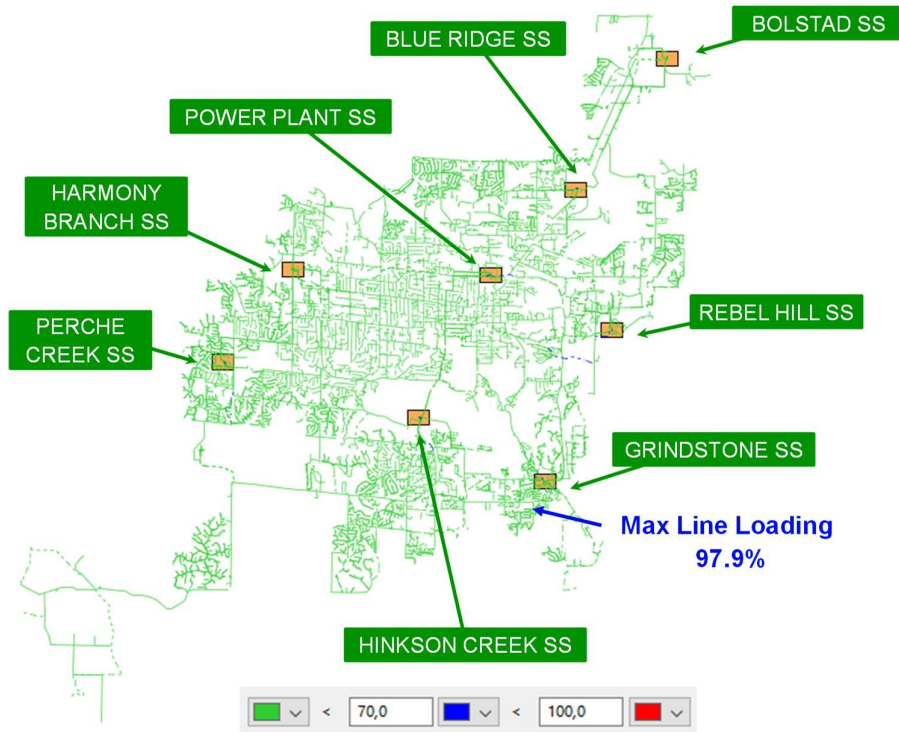 BOLSTAD SS
BLUE RIDGE SS
POWER PLANT SS
HARMONY
BRANCH SS
REBEL HILL SS
PERCHE
CREEK SS
GRINDSTONE SS
Max Line Loading
97.9%
HINKSON CREEK SS
< 70,0 < 100,0